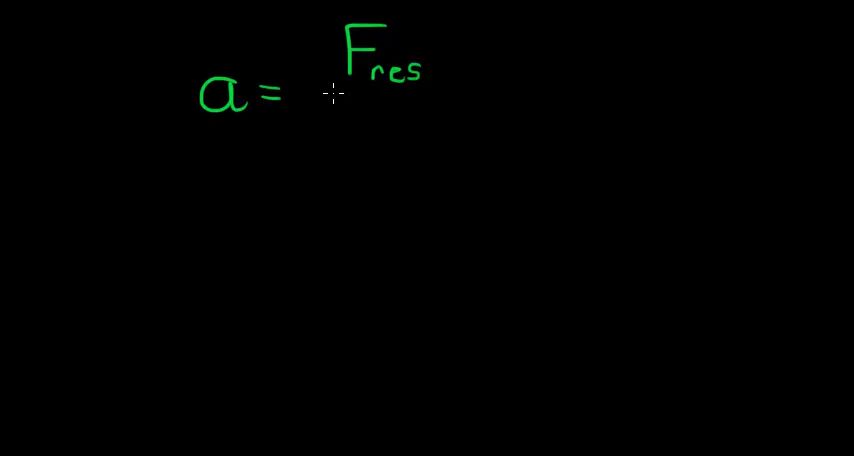 a = Fres